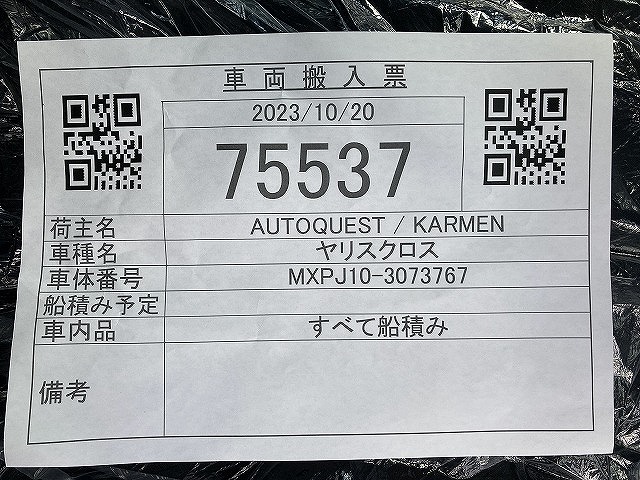 車両搬入票
2023/10/20
75537
荷主名 AUTOQUEST / KARMEN
車種名 ヤリスクロス
車体番号 MXPJ10-3073767
船積み予定
車内品 すべて船積み
備考